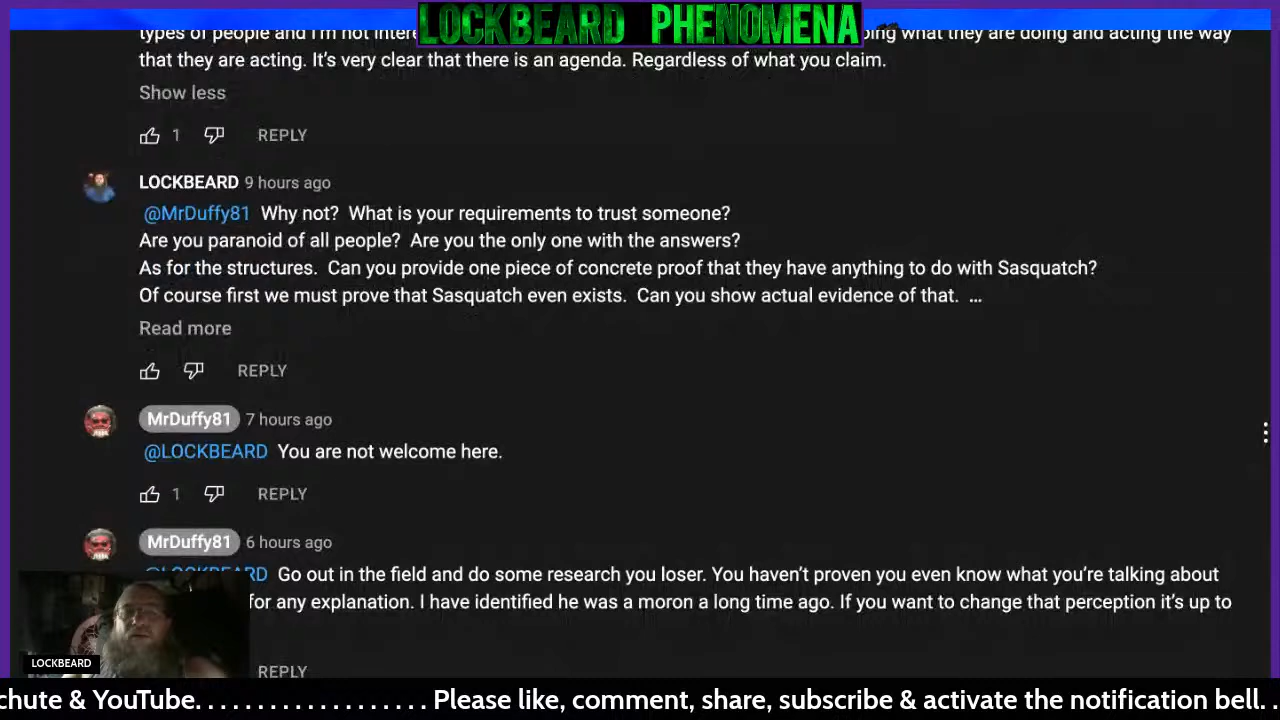 LOCKBEARD PHENOMENA
types of people and I'm not what they are doing and acting the way
that they are acting. It's very clear that there is an agenda. Regardless of what you claim.
Show less
1 REPLY
LOCKBEARD 9 hours ago
@MrDuffy81 Why not? What is your requirements to trust someone?
Are you paranoid of all people? Are you the only one with the answers?
As for the structures. Can you provide one piece of concrete proof that they have anything to do with Sasquatch?
Of course first we must prove that Sasquatch even exists. Can you show actual evidence of that. ...
Read more
REPLY
MrDuffy81 7 hours ago
@LOCKBEARD You are not welcome here.
1 REPLY
MrDuffy81 6 hours ago
@LOCKBEARD Go out in the field and do some research you loser. You haven't proven you even know what you're talking about
for any explanation. I have identified he was a moron a long time ago. If you want to change that perception it's up to
REPLY
LOCKBEARD
chute & YouTube. . . . . . . . . . . . . . . . . . . Please like, comment, share, subscribe & activate the notification bell. . .